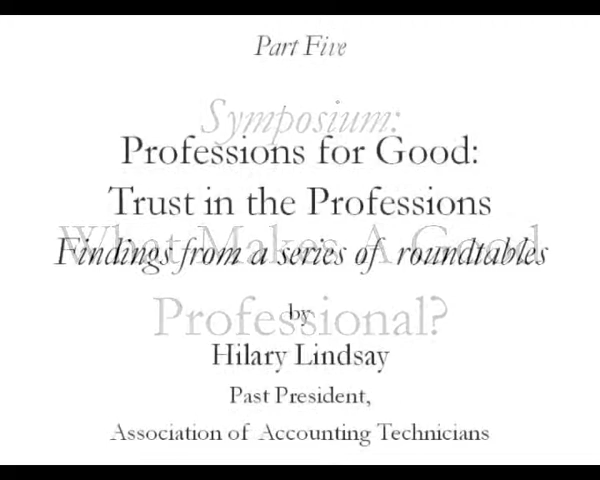 Part Five
Symposium:
Professions for Good:
Trust in the Professions
What Makes A Good
Findings from a series of roundtables
by
Professional?
Hilary Lindsay
Past President,
Association of Accounting Technicians